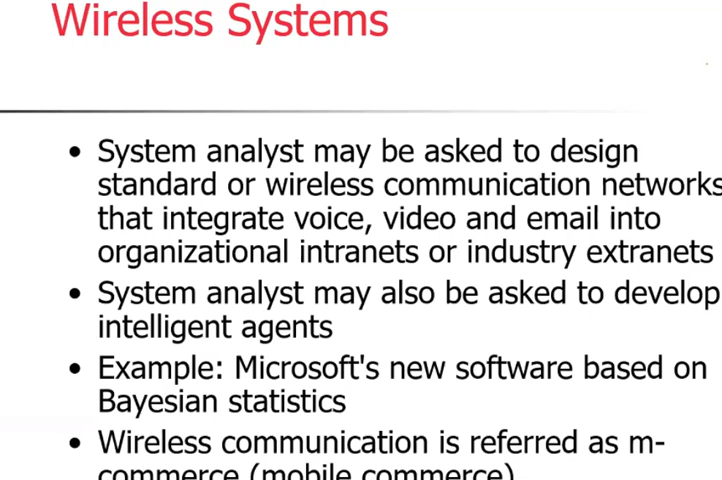 Wireless Systems
• System analyst may be asked to design
standard or wireless communication networks
that integrate voice, video and email into
organizational intranets or industry extranets
• System analyst may also be asked to develop
intelligent agents
• Example: Microsoft's new software based on
Bayesian statistics
• Wireless communication is referred as m-
commerce (mobile commerce)